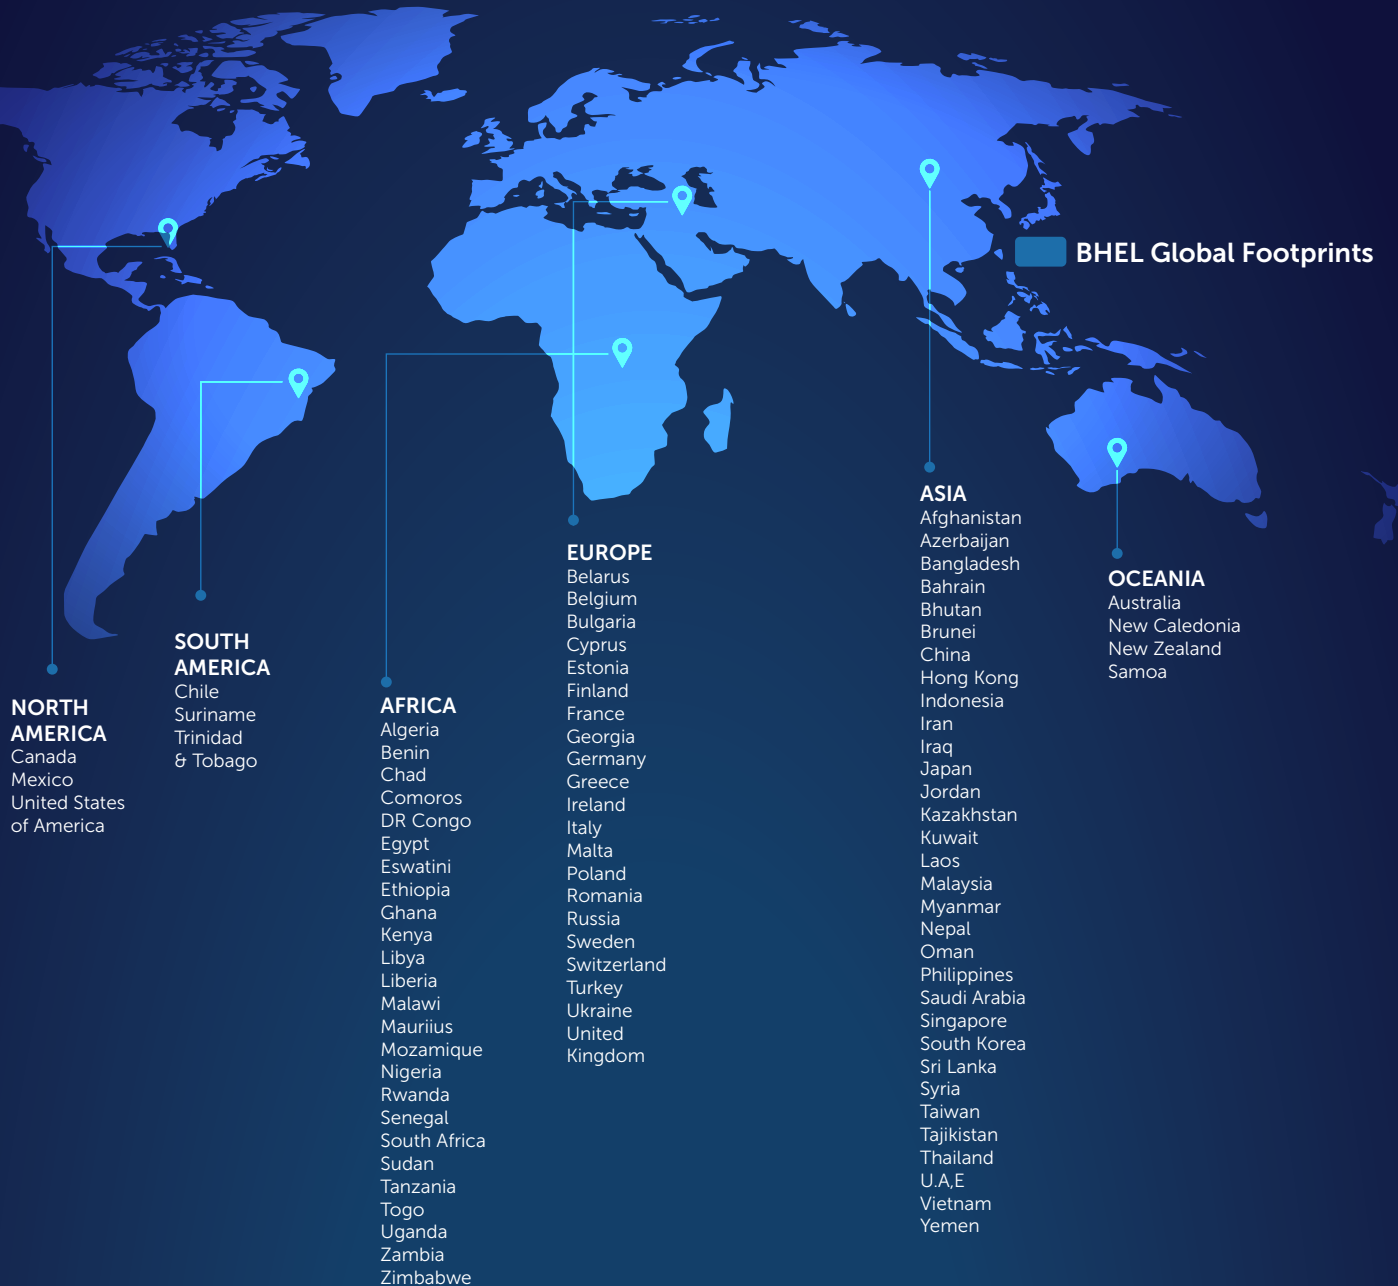 BHEL Global Footprints
NORTH
AMERICA
Canada
Mexico
United States
of America
SOUTH
AMERICA
Chile
Suriname
Trinidad
& Tobago
AFRICA
Algeria
Benin
Chad
Comoros
DR Congo
Egypt
Eswatini
Ethiopia
Ghana
Kenya
Libya
Liberia
Malawi
Mauriius
Mozamique
Nigeria
Rwanda
Senegal
South Africa
Sudan
Tanzania
Togo
Uganda
Zambia
Zimbabwe
EUROPE
Belarus
Belgium
Bulgaria
Cyprus
Estonia
Finland
France
Georgia
Germany
Greece
Ireland
Italy
Malta
Poland
Romania
Russia
Sweden
Switzerland
Turkey
Ukraine
United
Kingdom
ASIA
Afghanistan
Azerbaijan
Bangladesh
Bahrain
Bhutan
Brunei
China
Hong Kong
Indonesia
Iran
Iraq
Japan
Jordan
Kazakhstan
Kuwait
Laos
Malaysia
Myanmar
Nepal
Oman
Philippines
Saudi Arabia
Singapore
South Korea
Sri Lanka
Syria
Taiwan
Tajikistan
Thailand
U.A,E
Vietnam
Yemen
OCEANIA
Australia
New Caledonia
New Zealand
Samoa